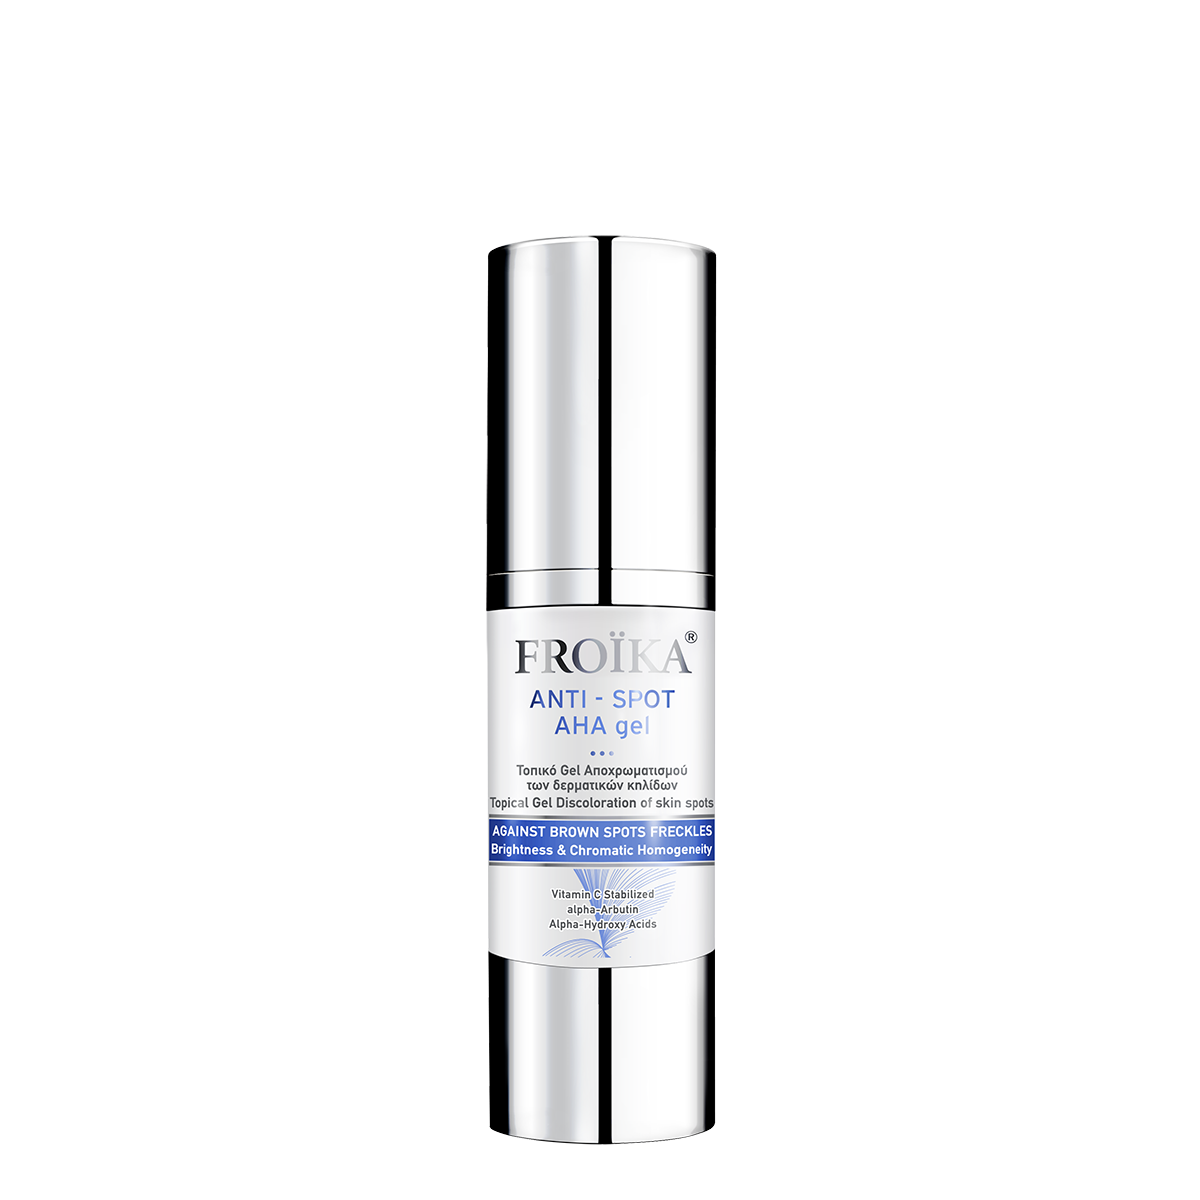 FROÏKA®
ANTI - SPOT
AHA gel
Τοπικό Gel Αποχρωματισμού
των δερματικών κηλίδων
Topical Gel Discoloration of skin spots
AGAINST BROWN SPOTS FRECKLES
Brightness & Chromatic Homogeneity
Vitamin C Stabilized
alpha-Arbutin
Alpha-Hydroxy Acids